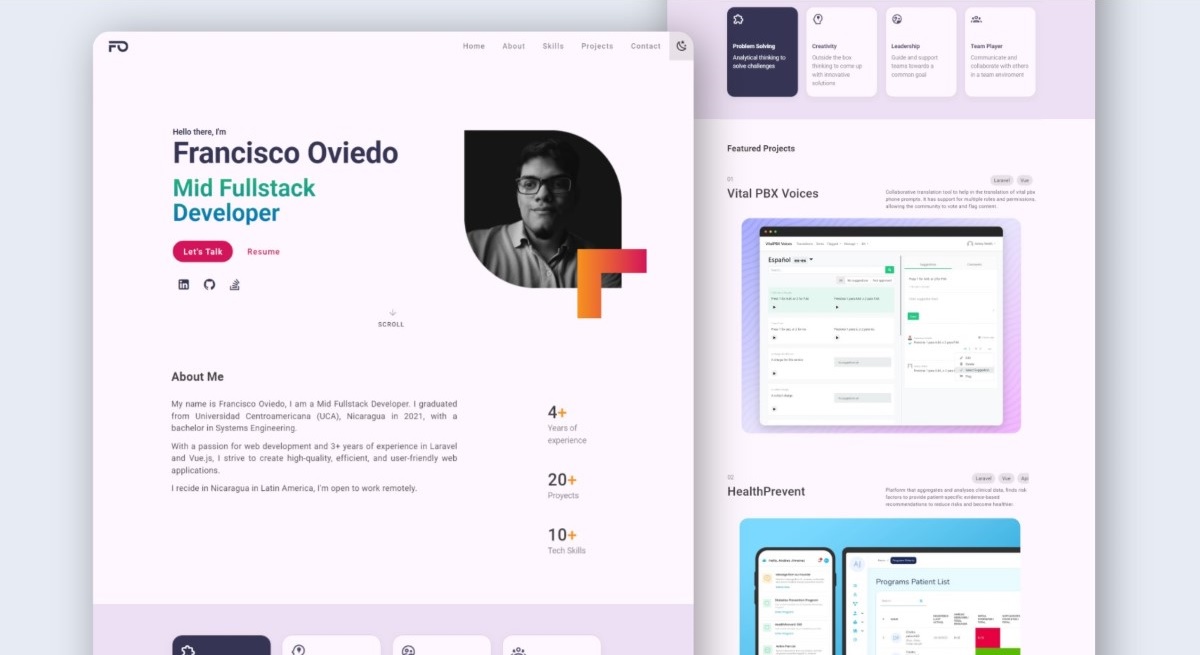 FO
Home About Skills Projects Contact
Hello there, I'm
Francisco Oviedo
Mid Fullstack
Developer
Let's Talk Resume
SCROLL
About Me
My name is Francisco Oviedo, I am a Mid Fullstack Developer. I graduated
from Universidad Centroamericana (UCA), Nicaragua in 2021, with a
bachelor in Systems Engineering.
With a passion for web development and 3+ years of experience in Laravel
and Vue.js, I strive to create high-quality, efficient, and user-friendly web
applications.
I recide in Nicaragua in Latin America, I'm open to work remotely.
4+
Years of
experience
20+
Proyects
10+
Tech Skills
Problem Solving
Analytical thinking to
solve challenges
Creativity
Outside the box
thinking to come up
with innovative
solutions
Leadership
Guide and support
teams towards a
common goal
Team Player
Communicate and
collaborate with others
in a team enviroment
Featured Projects
01
Vital PBX Voices
Laravel Vue
Collaborative translation tool to help in the translation of vital pbx
phone prompts. It has support for multiple roles and permissions,
allowing the community to vote and flag content.
VitalPBX Voices
Español
02
HealthPrevent
Laravel Vue Api
Platform that aggregates and analyses clinical data, finds risk
factors to provide patient-specific evidence-based
recommendations to reduce risks and become healthier.
Programs Patient List